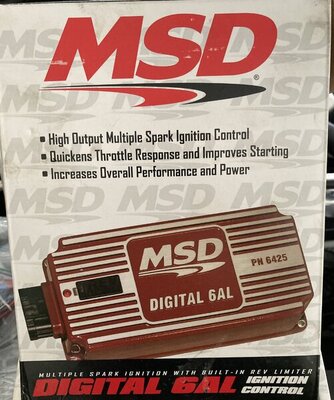 MSD
®
• High Output Multiple Spark Ignition Control
• Quickens Throttle Response and Improves Starting
• Increases Overall Performance and Power
MSD
PN 6425
DIGITAL 6AL
MULTIPLE SPARK IGNITION WITH BUILT-IN REV LIMITER
DIGITAL 6AL IGNITION
CONTROL